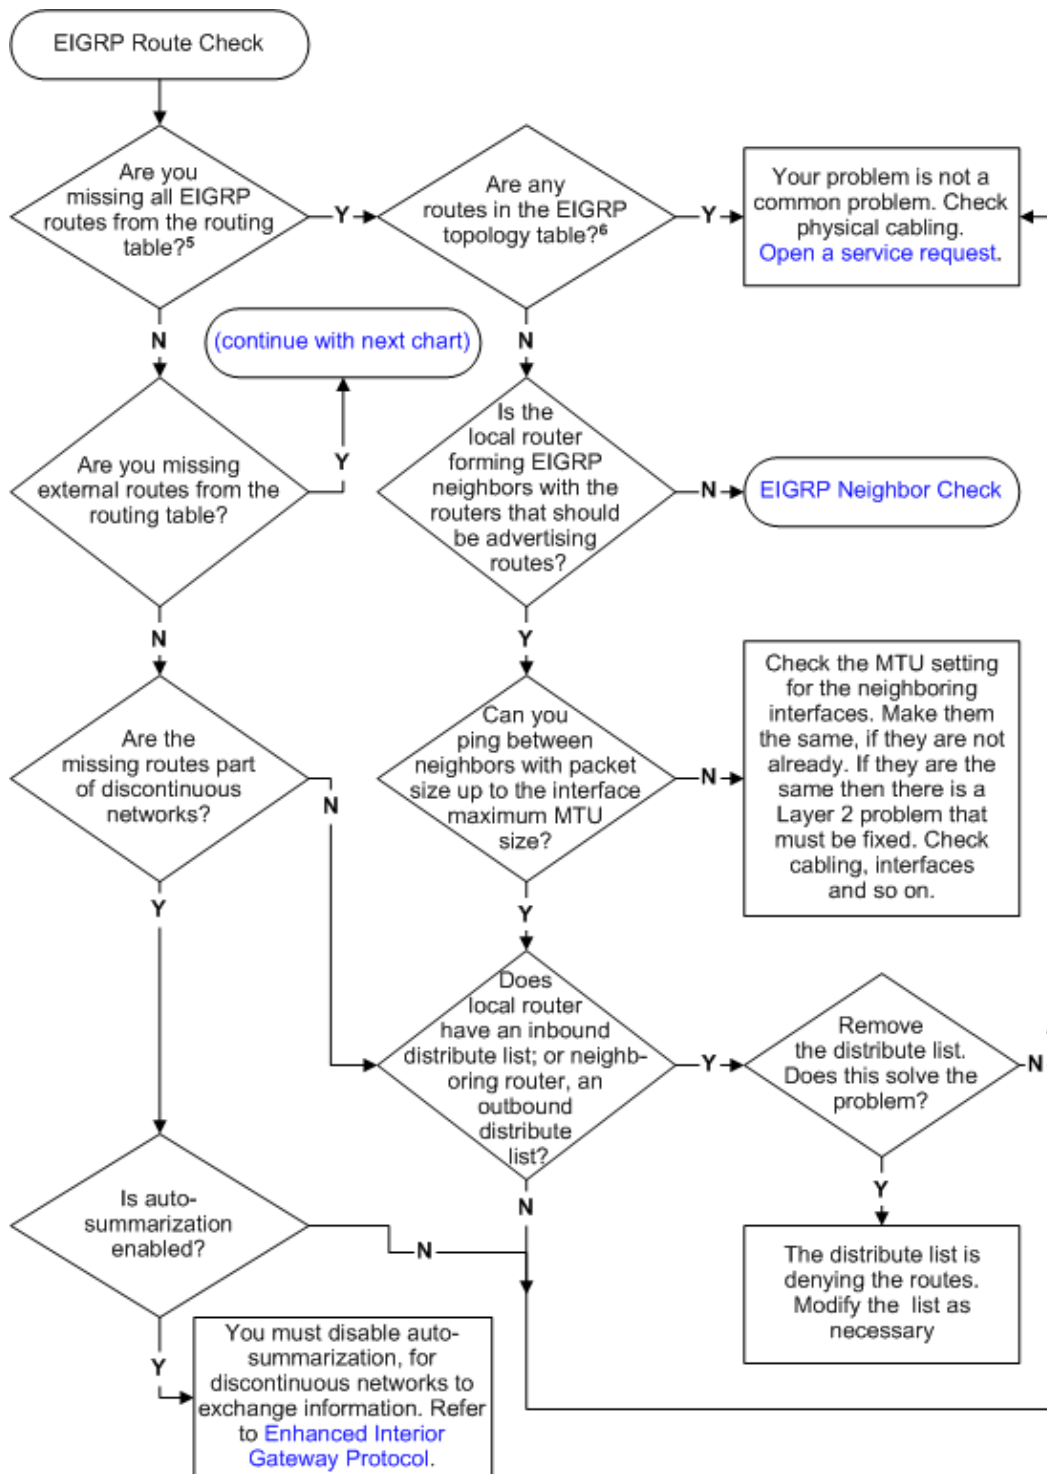 EIGRP Route Check
Are you
missing all EIGRP
routes from the routing
table?5
Y
Are any
routes in the EIGRP
topology table?6
Y
Your problem is not a
common problem. Check
physical cabling.
Open a service request.
N
(continue with next chart)
N
Are you missing
external routes from the
routing table?
Y
Is the
local router
forming EIGRP
neighbors with the
routers that should
be advertising
routes?
N
EIGRP Neighbor Check
N
Y
Are the
missing routes part
of discontinuous
networks?
N
Can you
ping between
neighbors with packet
size up to the interface
maximum MTU
size?
N
Check the MTU setting
for the neighboring
interfaces. Make them
the same, if they are not
already. If they are the
same then there is a
Layer 2 problem that
must be fixed. Check
cabling, interfaces
and so on.
Y
Y
Does
local router
have an inbound
distribute list; or neighb-
oring router, an
outbound
distribute
list?
Y
Remove
the distribute list.
Does this solve the
problem?
N
Is auto-
summarization
enabled?
N
N
Y
The distribute list is
denying the routes.
Modify the list as
necessary
Y
You must disable auto-
summarization, for
discontinuous networks to
exchange information. Refer
to Enhanced Interior
Gateway Protocol.